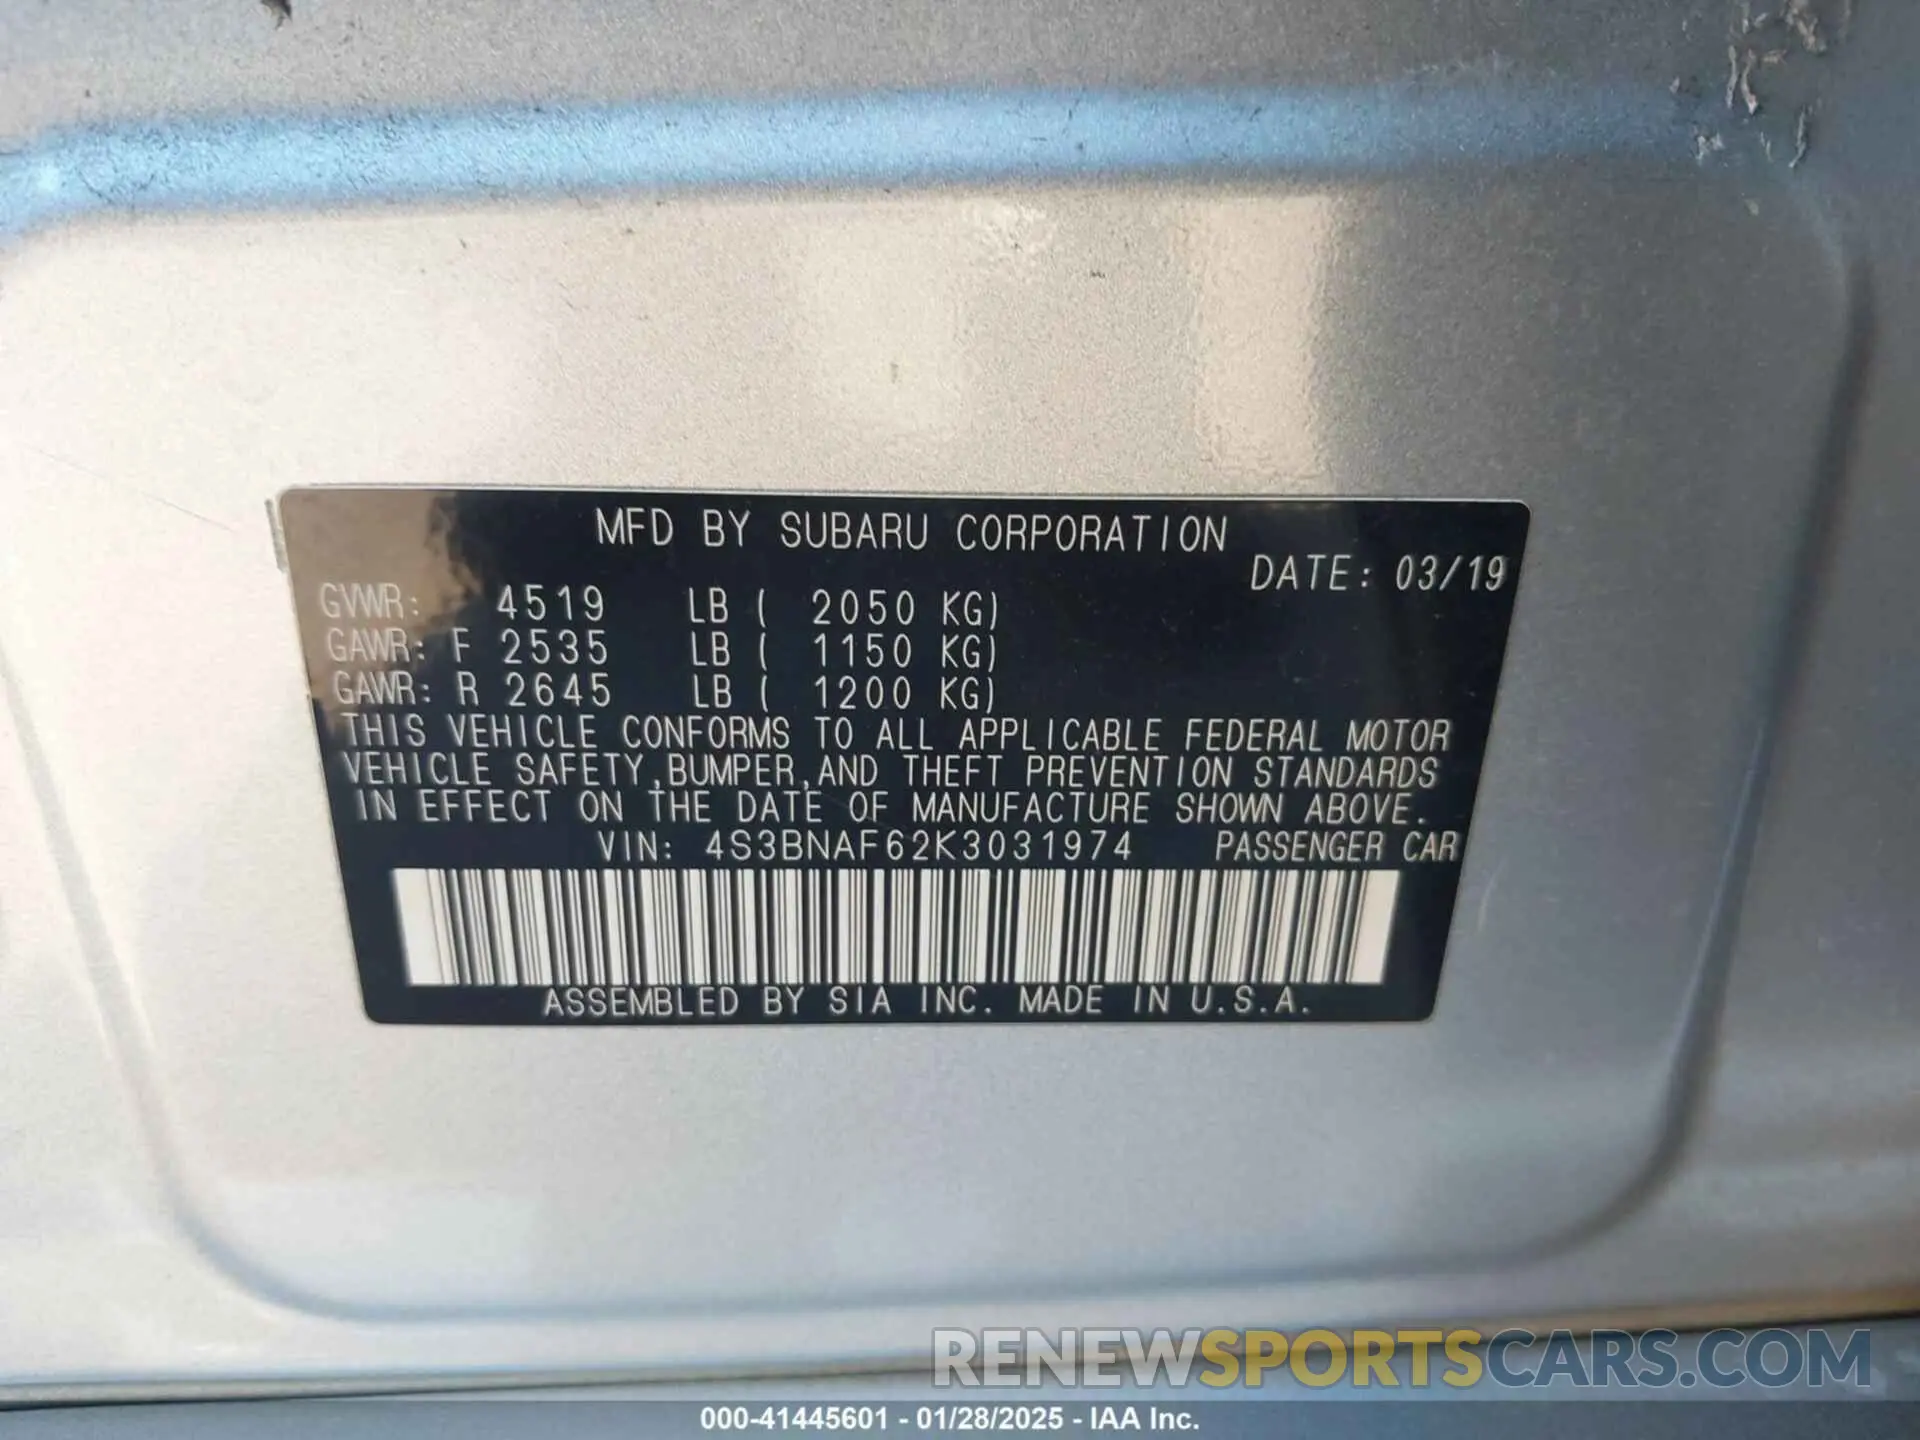 MFD BY SUBARU CORPORATION
DATE: 03/19
GVWR: 4519 LB ( 2050 KG)
GAWR: F 2535 LB ( 1150 KG)
GAWR: R 2645 LB ( 1200 KG)
THIS VEHICLE CONFORMS TO ALL APPLICABLE FEDERAL MOTOR
VEHICLE SAFETY,BUMPER,AND THEFT PREVENTION STANDARDS
IN EFFECT ON THE DATE OF MANUFACTURE SHOWN ABOVE.
VIN: 4S3BNAF62K3031974 PASSENGER CAR
ASSEMBLED BY SIA INC. MADE IN U.S.A.
RENEWSPORTSCARS.COM
000-41445601 - 01/28/2025 - IAA Inc.